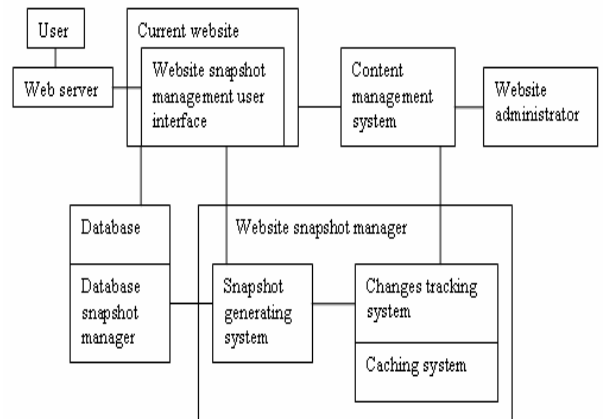 User
Web server
Current website
Website snapshot
management user
interface
Content
management
system
Website
administrator
Database
Database
snapshot
manager
Website snapshot manager
Snapshot
generating
system
Changes tracking
system
Caching system